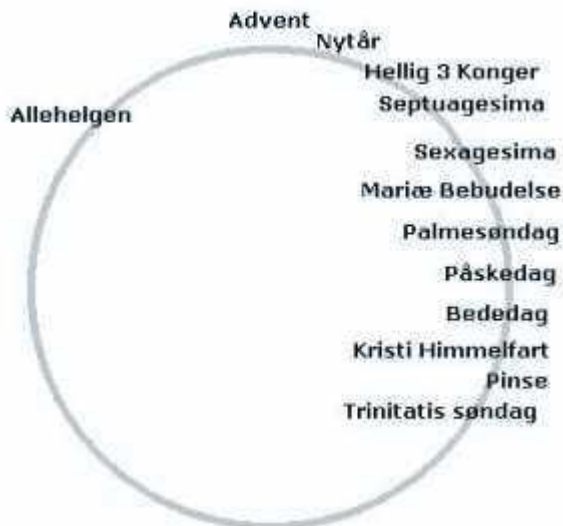 Advent
Nytår
Hellig 3 Konger
Septuagesima
Allehelgen
Sexagesima
Mariæ Bebudelse
Palmesøndag
Påskedag
Bededag
Kristi Himmelfart
Pinse
Trinitatis søndag